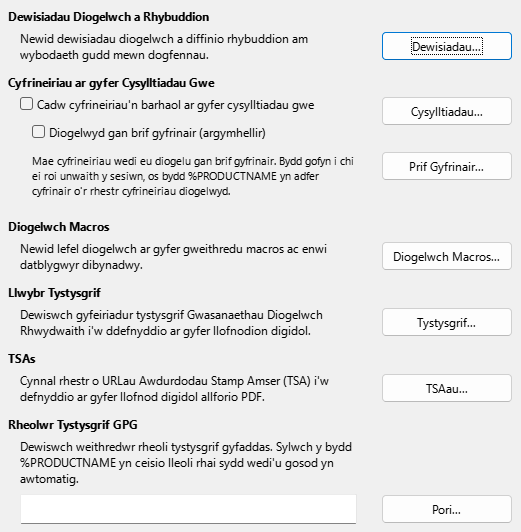 Dewisiadau Diogelwch a Rhybuddion
Newid dewisiadau diogelwch a diffinio rhybuddion am
wybodaeth gudd mewn dogfennau.
Dewisiadau...
Cyfrineiriau ar gyfer Cysylltiadau Gwe
Cadw cyfrineiriau'n barhaol ar gyfer cysylltiadau gwe
Cysylltiadau...
Diogelwyd gan brif gyfrinair (argymhellir)
Mae cyfrineiriau wedi eu diogelu gan brif gyfrinair. Bydd gofyn i chi
ei roi unwaith y sesiwn, os bydd %PRODUCTNAME yn adfer
cyfrinair o'r rhestr cyfrineiriau diogelwyd.
Prif Gyfrinair...
Diogelwch Macros
Newid lefel diogelwch ar gyfer gweithredu macros ac enwi
datblygwyr dibynadwy.
Diogelwch Macros...
Llwybr Tystysgrif
Dewiswch gyfeiriadur tystysgrif Gwasanaethau Diogelwch
Rhwydwaith i'w ddefnyddio ar gyfer llofnodion digidol.
Tystysgrif...
TSAs
Cynnal rhestr o URLau Awdurdodau Stamp Amser (TSA) i'w
defnyddio ar gyfer llofnod digidol allforio PDF.
TSAau...
Rheolwr Tystysgrif GPG
Dewiswch weithredwr rheoli tystysgrif gyfaddas. Sylwch y bydd
%PRODUCTNAME yn ceisio lleoli rhai sydd wedi'u gosod yn
awtomatig.
Pori...